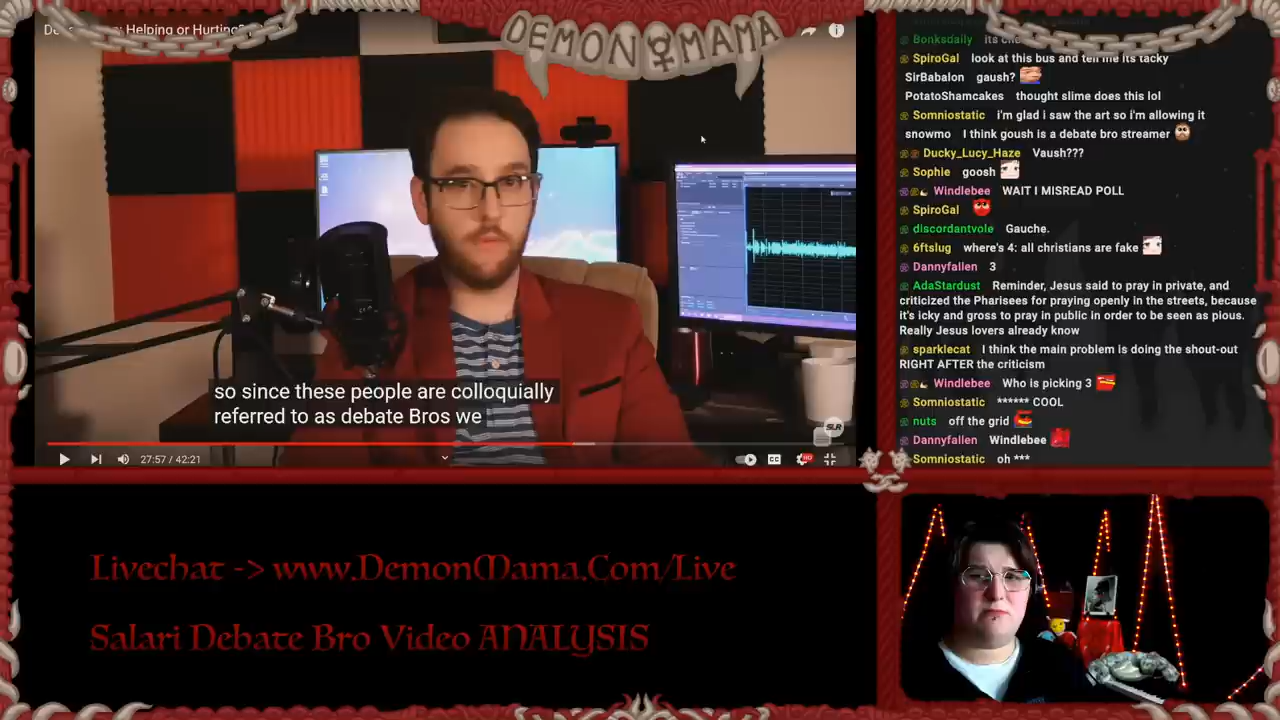 Helping or Hurting?
DEMON MAMA
so since these people are colloquially
referred to as debate Bros we
27:57 / 42:21
CC
HD
SLR
Bonksdaily its
SpiroGal look at this bus and tell me its tacky
SirBabalon gaush?
PotatoShamcakes thought slime does this lol
Somniostatic i'm glad i saw the art so i'm allowing it
snowmo I think goush is a debate bro streamer
Ducky_Lucy_Haze Vaush???
Sophie goosh
Windlebee WAIT I MISREAD POLL
SpiroGal
discordantvole Gauche.
6ftslug where's 4: all christians are fake
Dannyfallen 3
AdaStardust Reminder, Jesus said to pray in private, and
criticized the Pharisees for praying openly in the streets, because
it's icky and gross to pray in public in order to be seen as pious.
Really Jesus lovers already know
sparklecat I think the main problem is doing the shout-out
RIGHT AFTER the criticism
Windlebee Who is picking 3
Somniostatic ****** COOL
nuts off the grid
Dannyfallen Windlebee
Somniostatic oh ***
Livechat -> www.DemonMama.Com/Live
Salari Debate Bro Video ANALYSIS